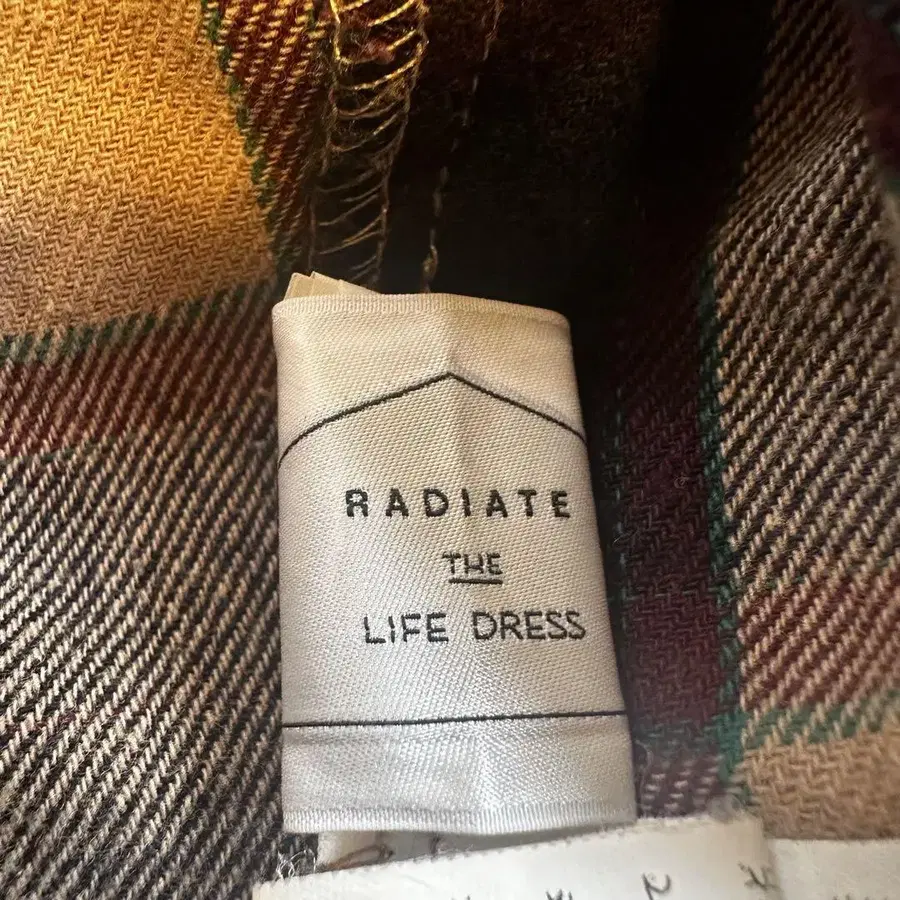 RADIATE
THE
LIFE DRESS